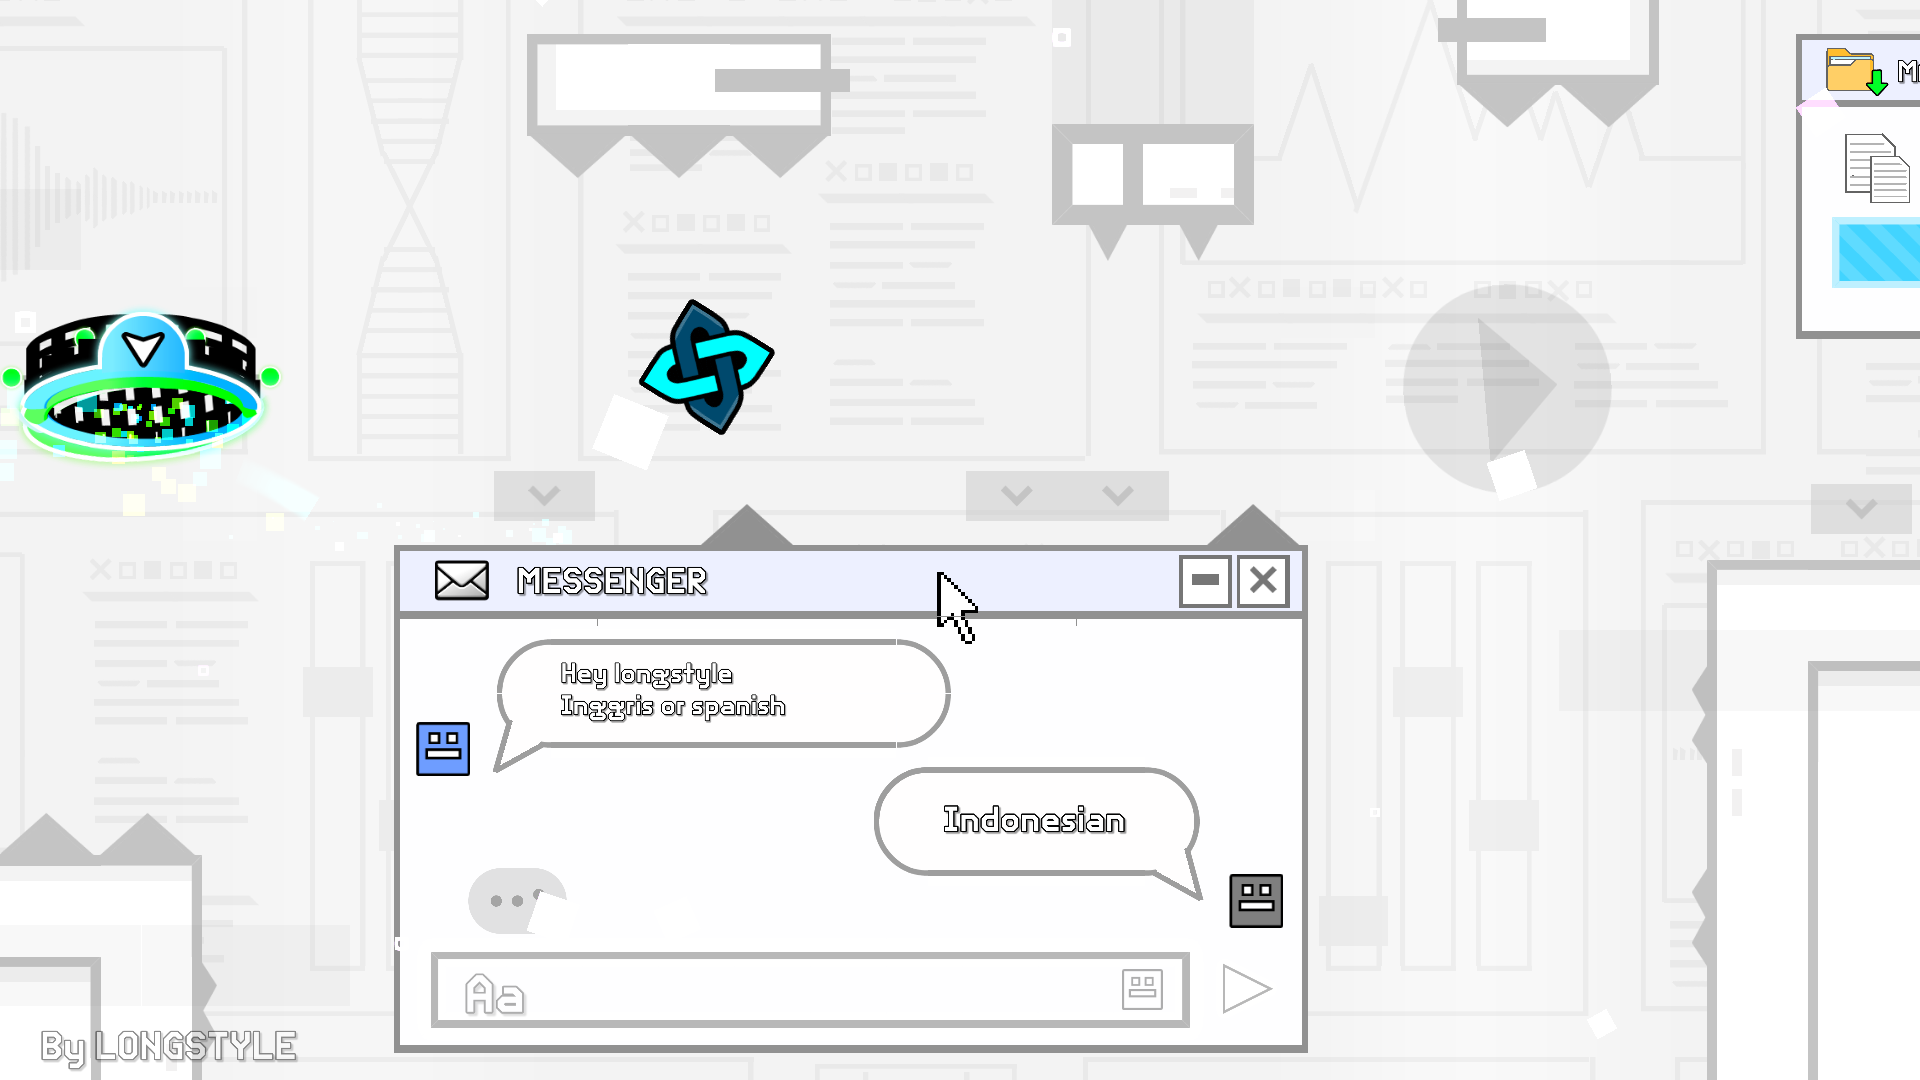 MESSENGER
Hey longstyle
Inggris or spanish
Indonesian
Aa
By LONGSTYLE